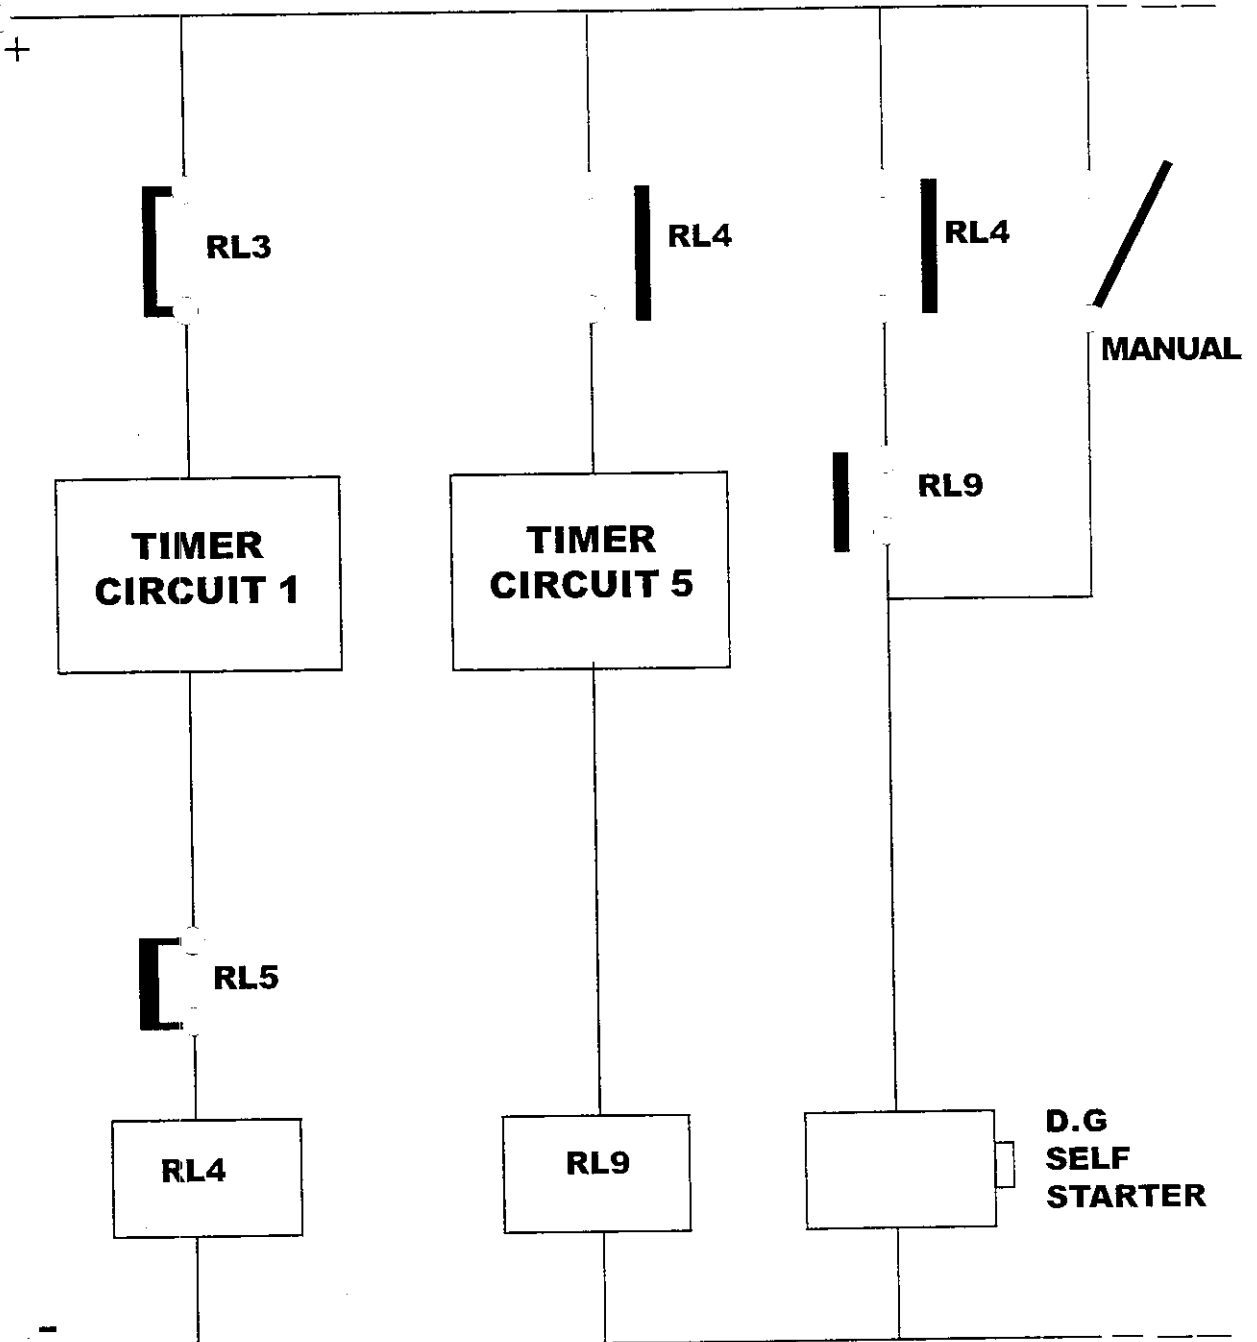 +
RL3
RL4
RL4
MANUAL
RL9
TIMER
CIRCUIT 1
TIMER
CIRCUIT 5
RL5
RL4
RL9
D.G
SELF
STARTER
-